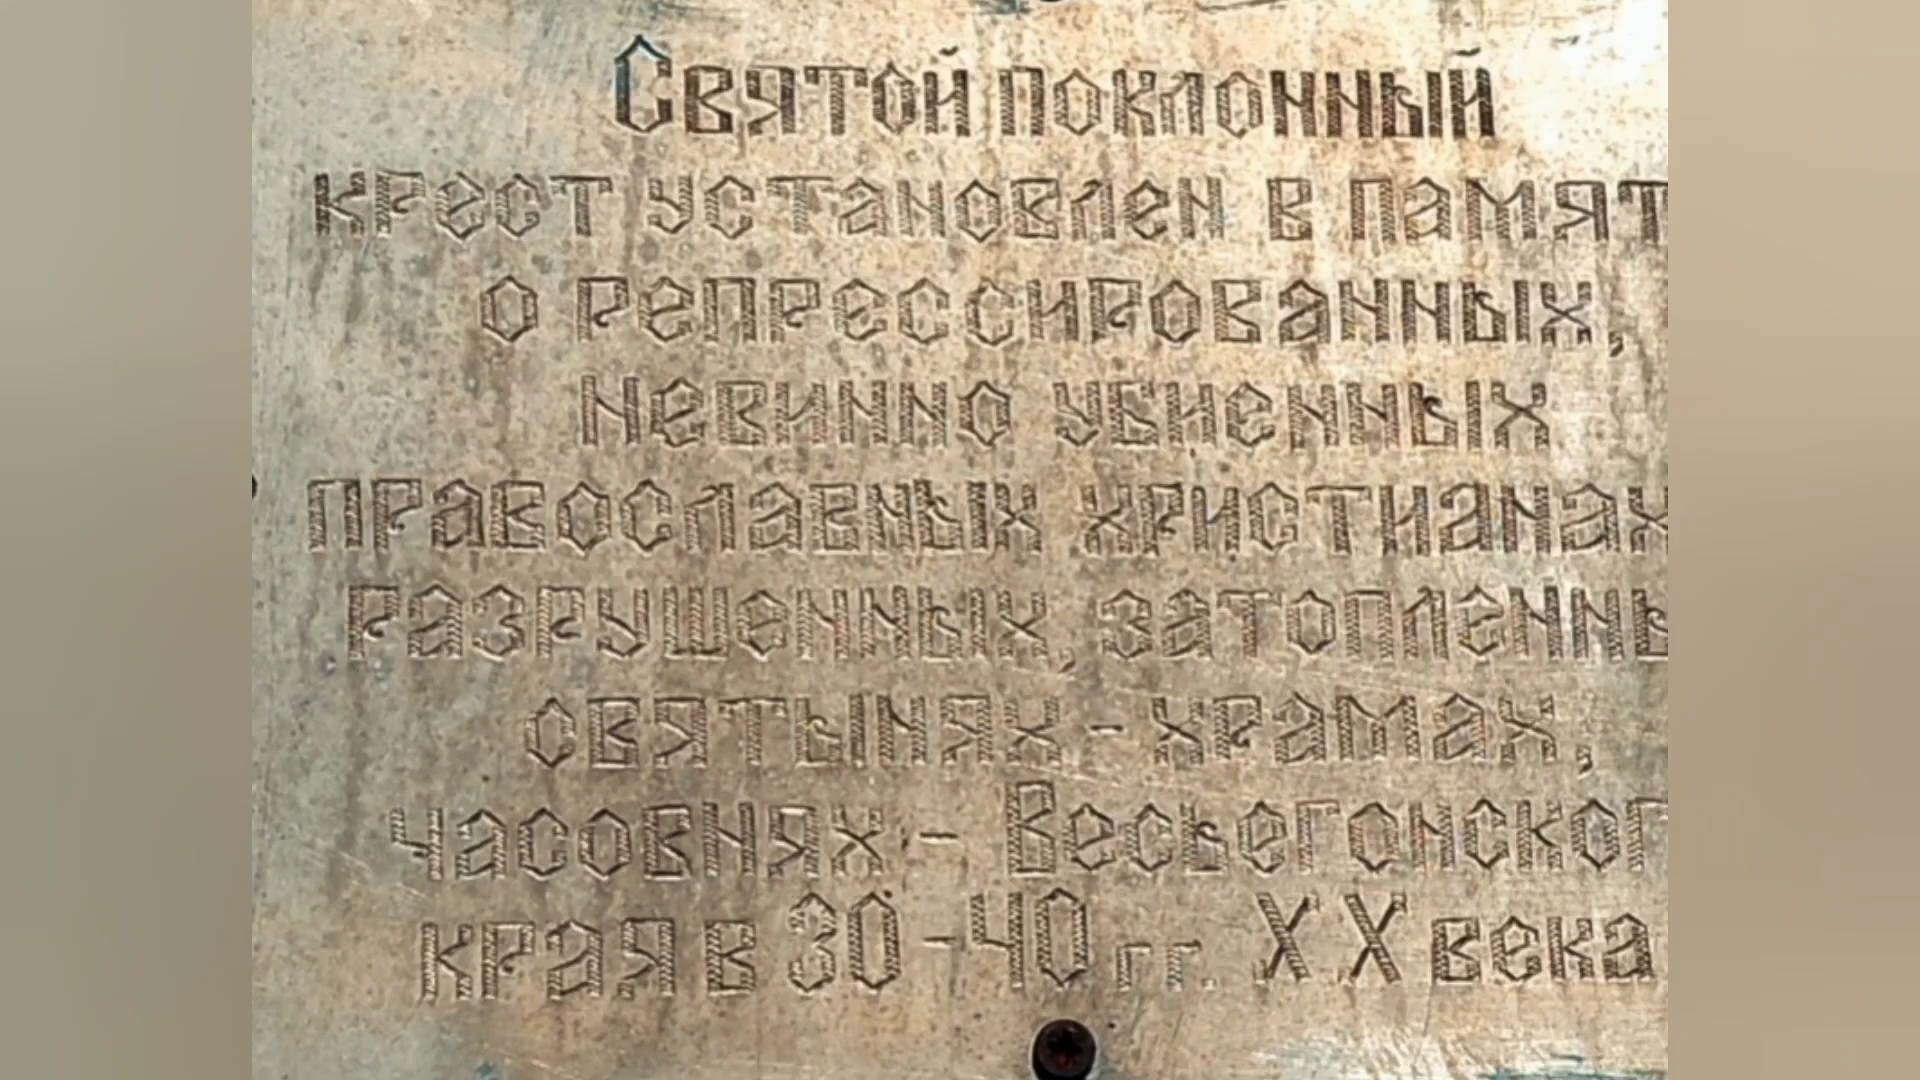 Святой поклонный
крест установлен в памят
о репрессированных,
невинно убиенных
православных христианах
разрушенных, затопленны
святынях - храмах,
часовнях - Весьегонског
края в 30-40 гг. XX века